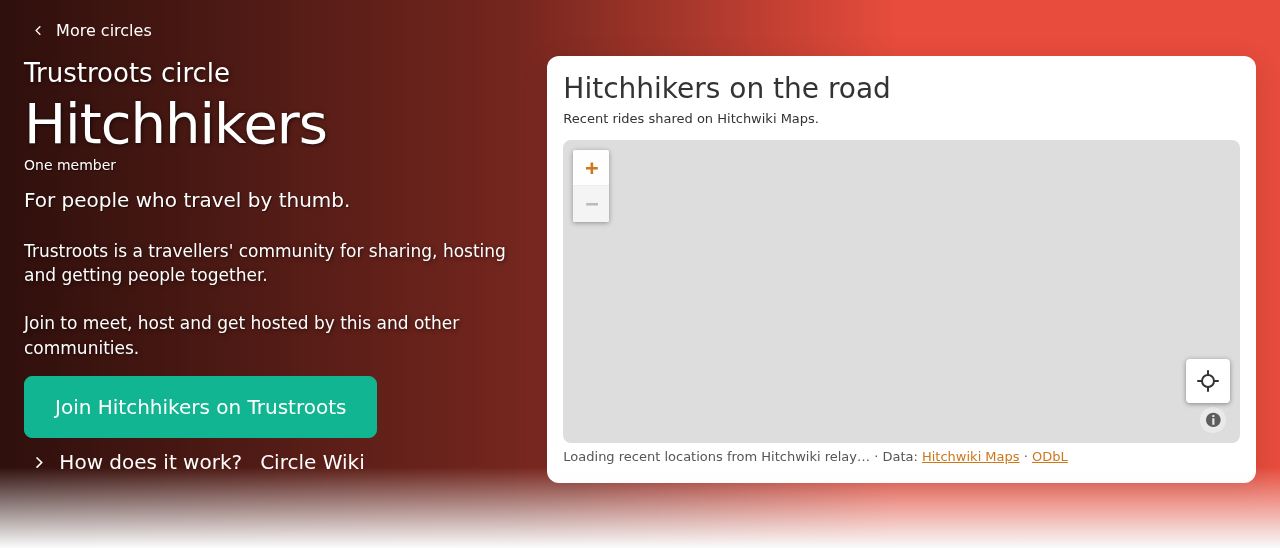 More circles
Trustroots circle
Hitchhikers
One member
For people who travel by thumb.
Trustroots is a travellers' community for sharing, hosting
and getting people together.
Join to meet, host and get hosted by this and other
communities.
Join Hitchhikers on Trustroots
How does it work? Circle Wiki
Hitchhikers on the road
Recent rides shared on Hitchwiki Maps.
+
−
Loading recent locations from Hitchwiki relay… · Data: Hitchwiki Maps · ODbL